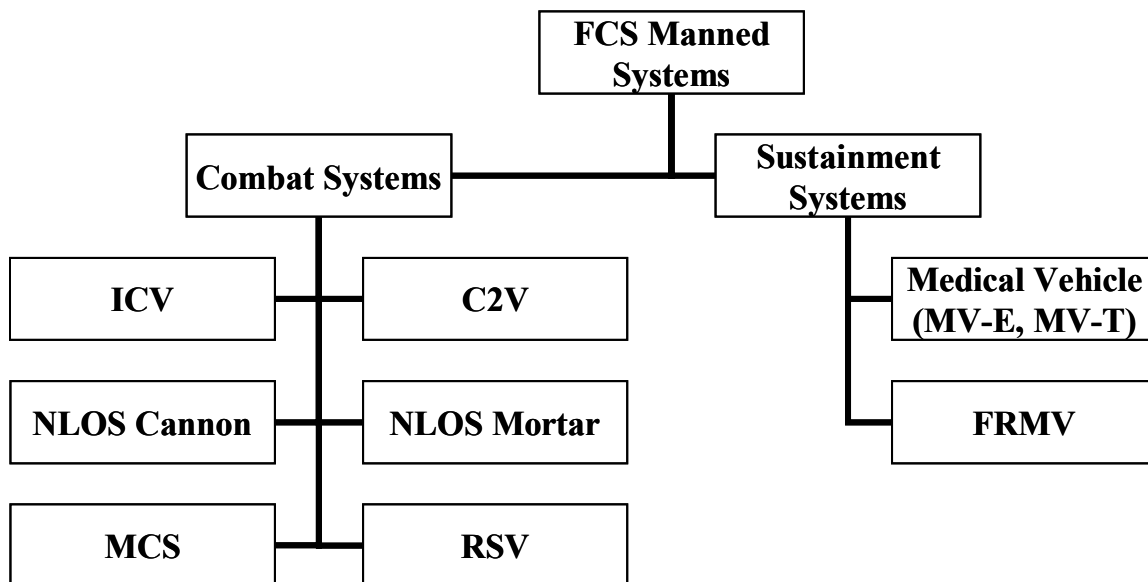 FCS Manned
Systems
Combat Systems
Sustainment
Systems
ICV
C2V
Medical Vehicle
(MV-E, MV-T)
NLOS Cannon
NLOS Mortar
FRMV
MCS
RSV